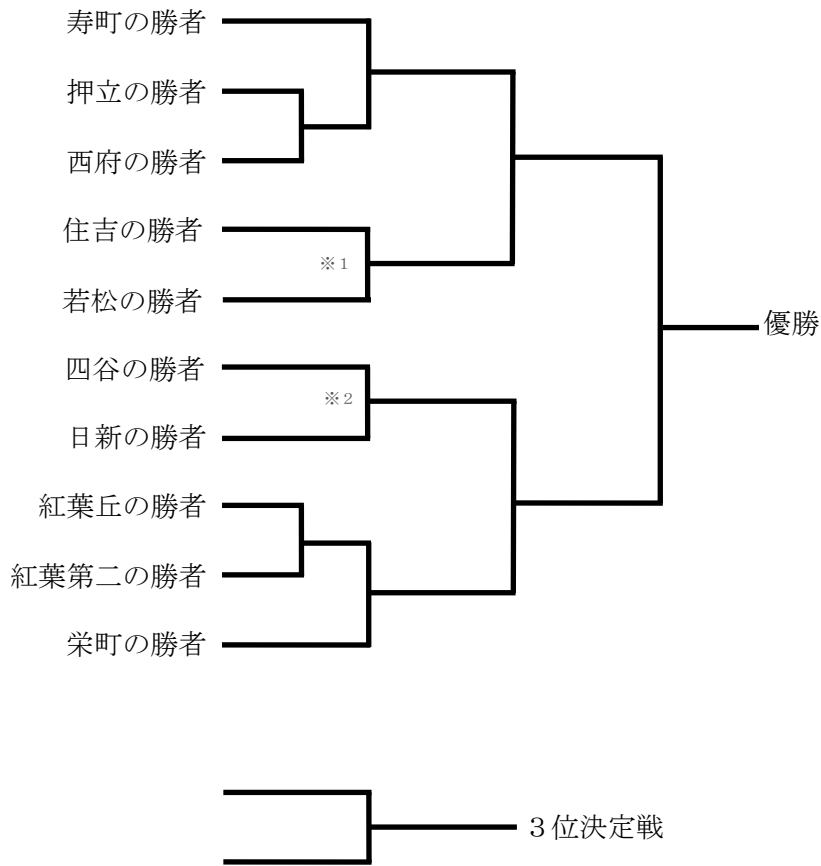 寿町の勝者
押立の勝者
西府の勝者
住吉の勝者
※1
若松の勝者
優勝
四谷の勝者
※2
日新の勝者
紅葉丘の勝者
紅葉第二の勝者
栄町の勝者
３位決定戦